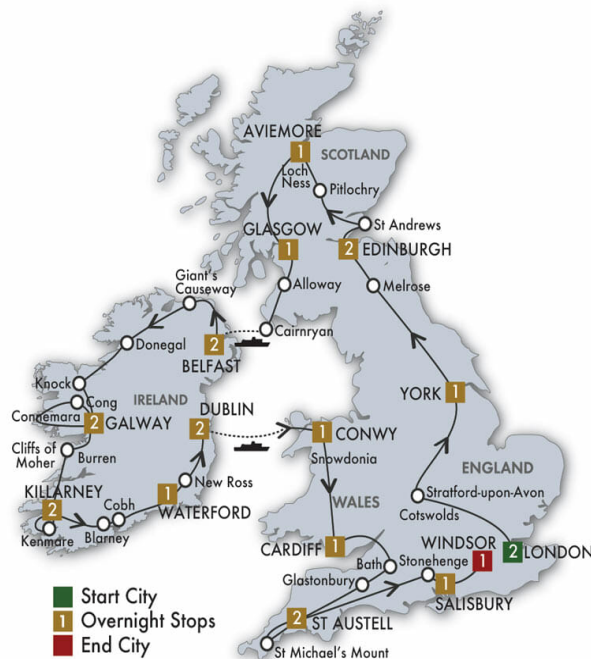 AVIEMORE
1
SCOTLAND
Loch
Ness
Pitlochry
St Andrews
GLASGOW
1
2
EDINBURGH
Giant's
Causeway
Alloway
Melrose
Cairnryan
Donegal
2
BELFAST
Knock
Cong
IRELAND
Connemara
2
GALWAY
DUBLIN
2
YORK
1
1
CONWY
Snowdonia
Cliffs of
Moher
Burren
ENGLAND
KILLARNEY
2
Cobh
New Ross
1
WATERFORD
WALES
Stratford-upon-Avon
Cotswolds
Kenmare
Blarney
CARDIFF
1
Bath
Stonehenge
WINDSOR
1
2
LONDON
Glastonbury
1
SALISBURY
2
ST AUSTELL
St Michael's Mount
Start City
1
Overnight Stops
End City